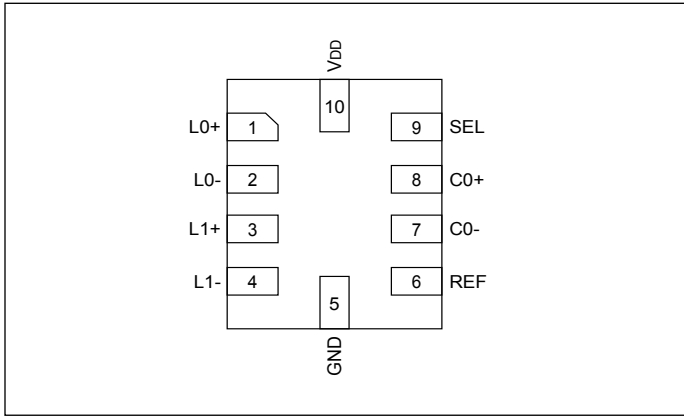 VDD
10
L0+ 1 9 SEL
L0- 2 8 C0+
L1+ 3 7 C0-
L1- 4 6 REF
5
GND